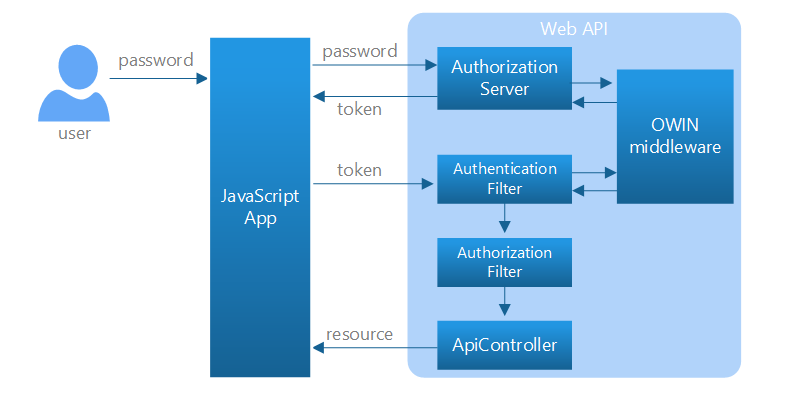 Web API
password
password
Authorization
Server
token
user
OWIN
middleware
token
Authentication
Filter
JavaScript
App
Authorization
Filter
resource
ApiController